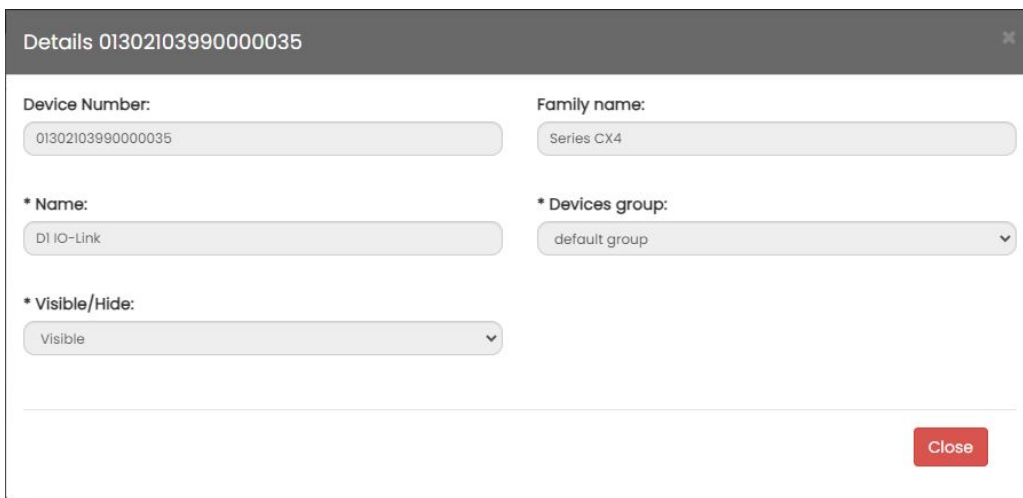 Details 01302103990000035
×
Device Number:
01302103990000035
Family name:
Series CX4
* Name:
D1 IO-Link
* Devices group:
default group
* Visible/Hide:
Visible
Close